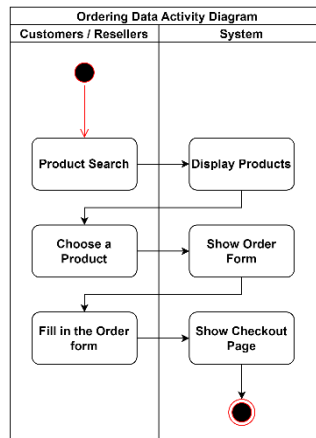 Ordering Data Activity Diagram
Customers / Resellers
System
Product Search
Display Products
Choose a
Product
Show Order
Form
Fill in the Order
form
Show Checkout
Page